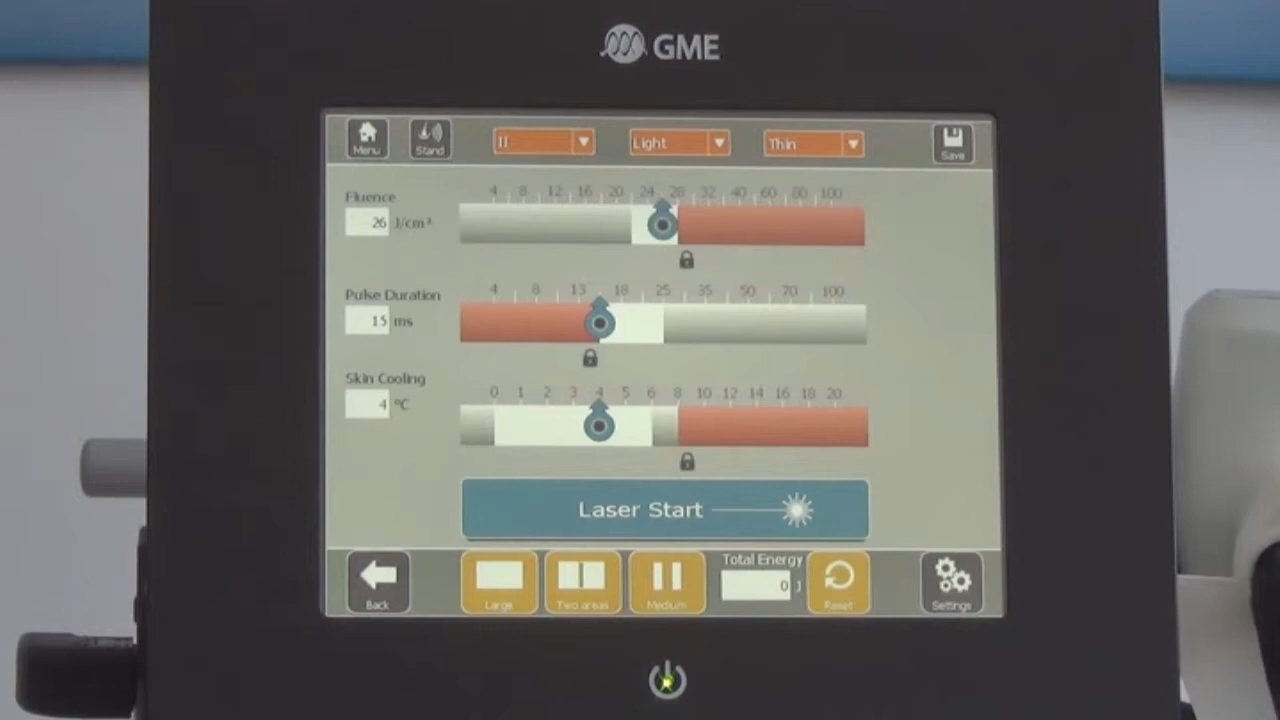 GME
Menu Stand II Light Thin Save
4 8 12 16 20 24 28 32 40 60 80 100
Fluence
26 J/cm²
4 8 13 18 25 35 50 70 100
Pulse Duration
15 ms
Skin Cooling
0 1 2 3 4 5 6 8 10 12 14 16 18 20
4 °C
Laser Start
Total Energy
0 J
Back Large Two areas Medium Reset Settings